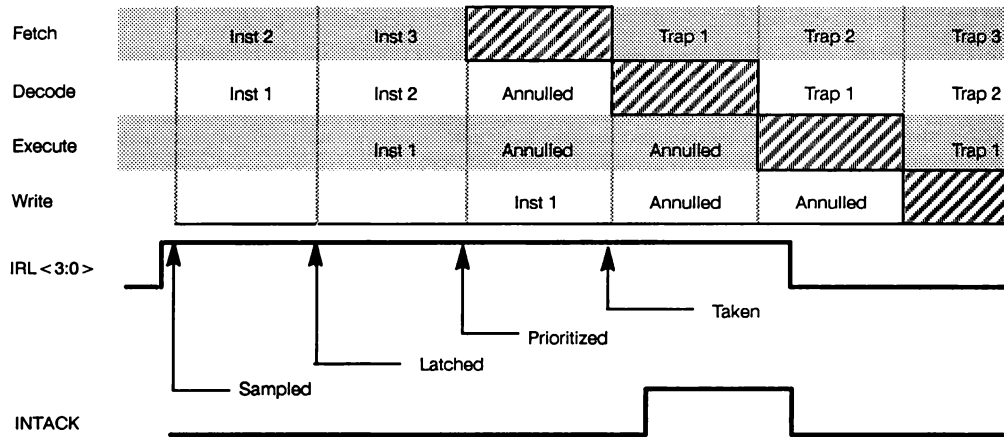 Fetch Inst 2 Inst 3 Trap 1 Trap 2 Trap 3
Decode Inst 1 Inst 2 Annulled Trap 1 Trap 2
Execute Inst 1 Annulled Annulled Trap 1
Write Inst 1 Annulled Annulled
IRL <3:0>
Taken
Prioritized
Latched
Sampled
INTACK